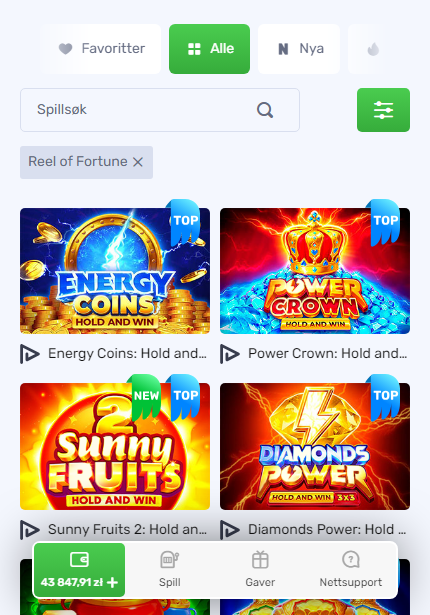 Favoritter
Alle
Nya
Spillsøk
Reel of Fortune
TOP
ENERGY
COINS
HOLD AND WIN
TOP
POWER
CROWN
HOLD AND WIN
Energy Coins: Hold and...
Power Crown: Hold and...
NEW
TOP
2
Sunny
FRUITS
HOLD AND WIN
TOP
DIAMONDS
POWER
HOLD AND WIN 3X3
Sunny Fruits 2: Hold an...
Diamonds Power: Hold ...
43 847,91 zł +
Spill
Gaver
Nettsupport